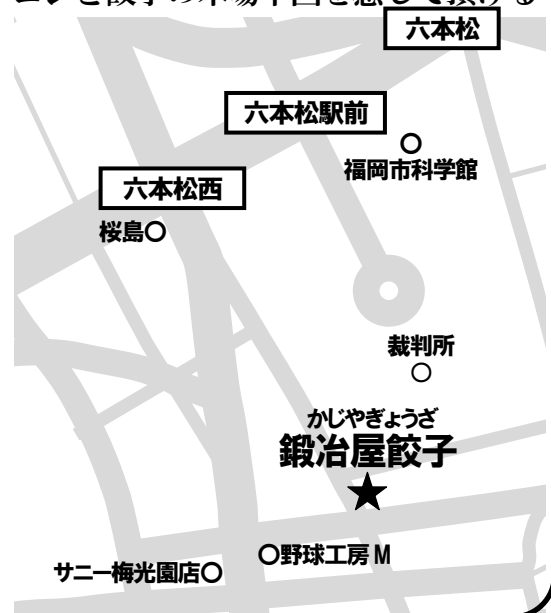 六本松
六本松駅前
福岡市科学館
六本松西
桜島
裁判所
かじやぎょうざ
鍛冶屋餃子
★
野球工房M
サニー梅光園店